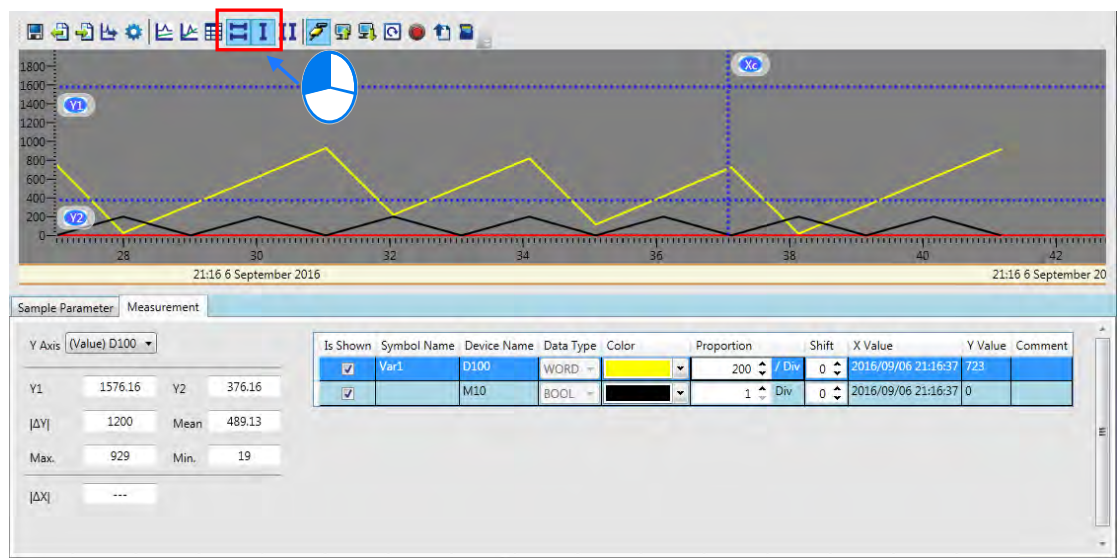 1800
Xc
1600
Y1
1400
1200
1000
800
600
400
Y2
200
0
28 30 32 34 36 38 40 42
21:16 6 September 2016 21:16 6 September 20
Sample Parameter Measurement
Y Axis (Value) D100
Is Shown Symbol Name Device Name Data Type Color Proportion Shift X Value Y Value Comment
Var1 D100 WORD 200 / Div 0 2016/09/06 21:16:37 723
M10 BOOL 1 Div 0 2016/09/06 21:16:37 0
Y1 1576.16 Y2 376.16
|ΔY| 1200 Mean 489.13
Max. 929 Min. 19
|ΔX| ---